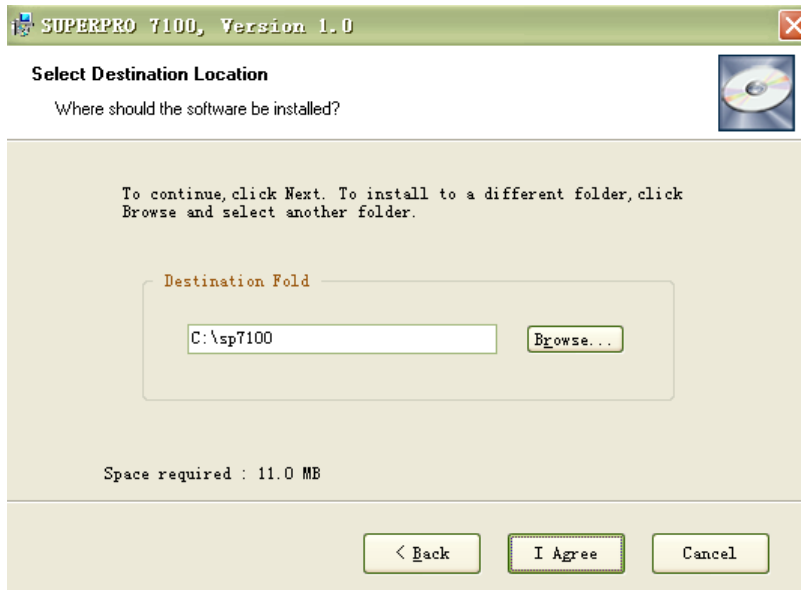 SUPERPRO 7100, Version 1.0
Select Destination Location
Where should the software be installed?
To continue, click Next. To install to a different folder, click
Browse and select another folder.
Destination Fold
C:\sp7100
Browse...
Space required : 11.0 MB
< Back
I Agree
Cancel